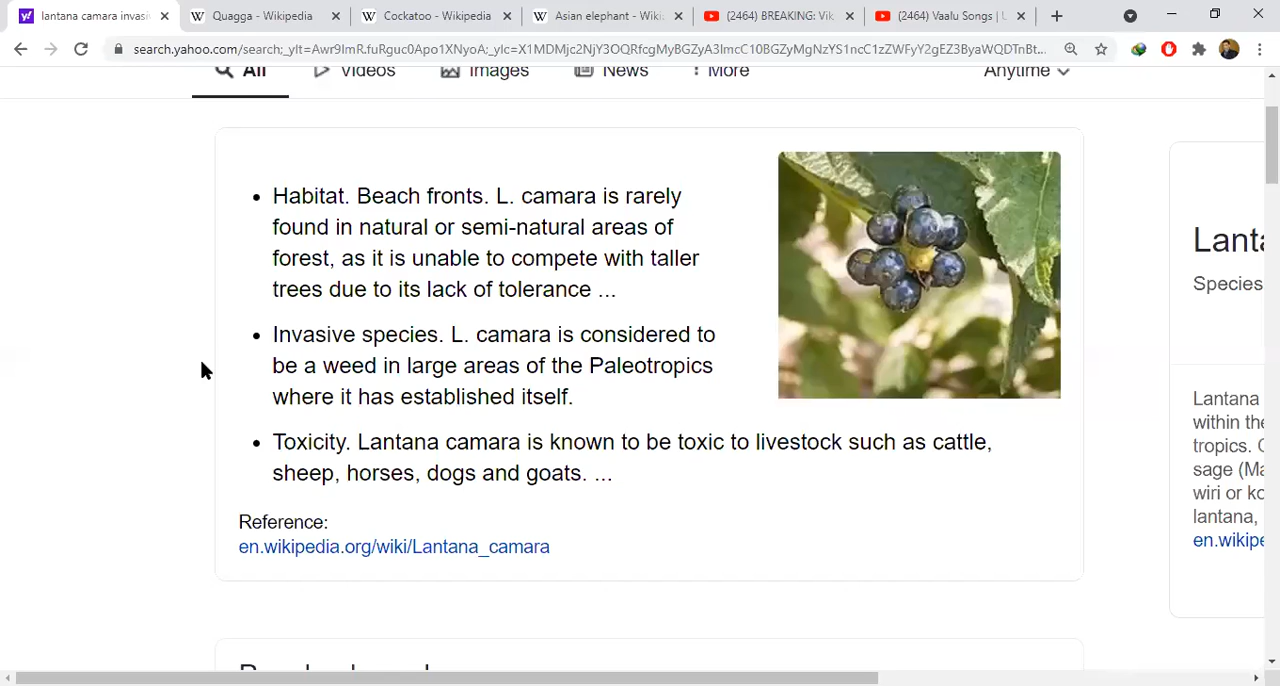 lantana camara invasi
Quagga - Wikipedia
Cockatoo - Wikipedia
Asian elephant - Wiki
(2464) BREAKING: Vik
(2464) Vaalu Songs | U
search.yahoo.com/search;_ylt=
All
Videos
Images
News
More
Anytime
Habitat. Beach fronts. L. camara is rarely
found in natural or semi-natural areas of
forest, as it is unable to compete with taller
trees due to its lack of tolerance ...
Invasive species. L. camara is considered to
be a weed in large areas of the Paleotropics
where it has established itself.
Toxicity. Lantana camara is known to be toxic to livestock such as cattle,
sheep, horses, dogs and goats. ...
Reference:
en.wikipedia.org/wiki/Lantana_camara
Lanta
Species
Lantana
within the
tropics.
sage (Ma
wiri or ko
lantana,
en.wikipe